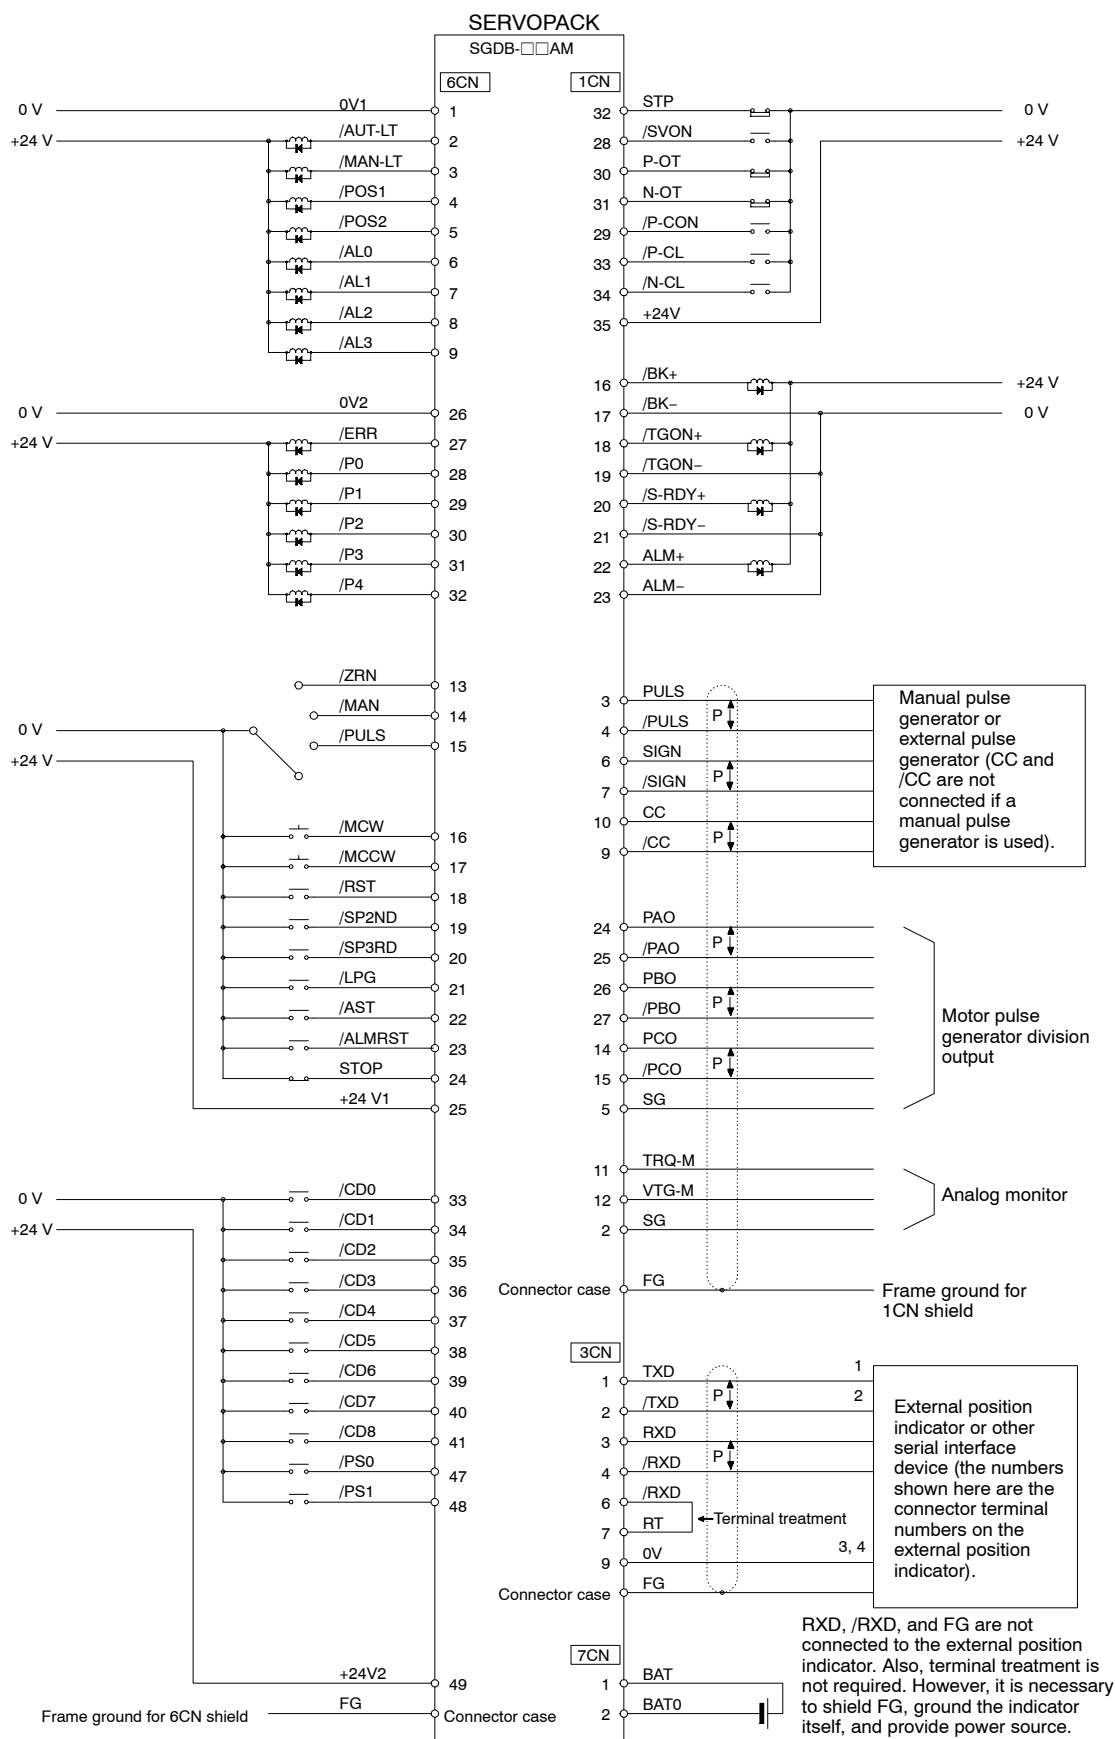 SERVOPACK
SGDB-□□AM
6CN
1CN
0 V
0V1
1
+24 V
/AUT-LT
2
/MAN-LT
3
/POS1
4
/POS2
5
/AL0
6
/AL1
7
/AL2
8
/AL3
9
0 V
0V2
26
+24 V
/ERR
27
/P0
28
/P1
29
/P2
30
/P3
31
/P4
32
/ZRN
13
/MAN
14
/PULS
15
0 V
+24 V
/MCW
16
/MCCW
17
/RST
18
/SP2ND
19
/SP3RD
20
/LPG
21
/AST
22
/ALMRST
23
STOP
24
+24 V1
25
0 V
/CD0
33
+24 V
/CD1
34
/CD2
35
/CD3
36
/CD4
37
/CD5
38
/CD6
39
/CD7
40
/CD8
41
/PS0
47
/PS1
48
+24V2
49
Frame ground for 6CN shield
FG
Connector case
32
STP
0 V
28
/SVON
+24 V
30
P-OT
31
N-OT
29
/P-CON
33
/P-CL
34
/N-CL
35
+24V
16
/BK+
+24 V
17
/BK−
0 V
18
/TGON+
19
/TGON−
20
/S-RDY+
21
/S-RDY−
22
ALM+
23
ALM−
3
PULS
P
4
/PULS
6
SIGN
P
7
/SIGN
10
CC
P
9
/CC
Manual pulse
generator or
external pulse
generator (CC and
/CC are not
connected if a
manual pulse
generator is used).
24
PAO
P
25
/PAO
26
PBO
P
27
/PBO
14
PCO
P
15
/PCO
5
SG
Motor pulse
generator division
output
11
TRQ-M
12
VTG-M
2
SG
Analog monitor
Connector case
FG
Frame ground for
1CN shield
3CN
1
TXD
P
1
2
/TXD
2
3
RXD
P
4
/RXD
6
/RXD
Terminal treatment
7
RT
9
0V
3, 4
Connector case
FG
External position
indicator or other
serial interface
device (the numbers
shown here are the
connector terminal
numbers on the
external position
indicator).
RXD, /RXD, and FG are not
connected to the external position
indicator. Also, terminal treatment is
not required. However, it is necessary
to shield FG, ground the indicator
itself, and provide power source.
7CN
1
BAT
2
BAT0